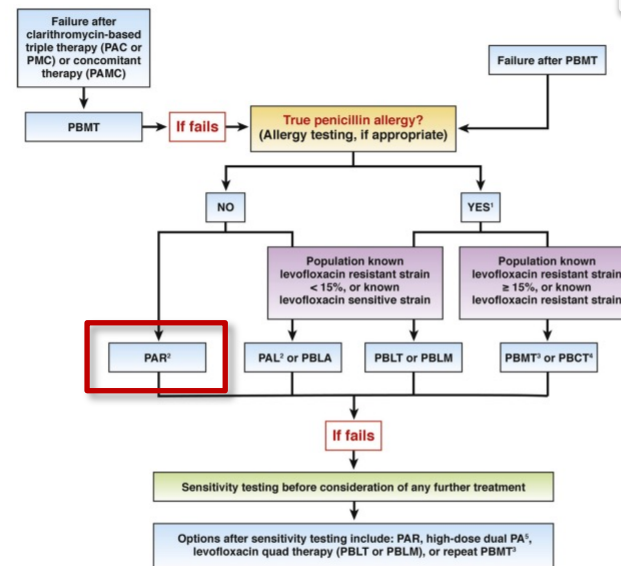 Failure after
clarithromycin-based
triple therapy (PAC or
PMC) or concomitant
therapy (PAMC)
Failure after PBMT
PBMT
If fails
True penicillin allergy?
(Allergy testing, if appropriate)
NO
YES¹
Population known
levofloxacin resistant strain
< 15%, or known
levofloxacin sensitive strain
Population known
levofloxacin resistant strain
≥ 15%, or known
levofloxacin resistant strain
PAR²
PAL² or PBLA
PBLT or PBLM
PBMT³ or PBCT⁴
If fails
Sensitivity testing before consideration of any further treatment
Options after sensitivity testing include: PAR, high-dose dual PA⁵,
levofloxacin quad therapy (PBLT or PBLM), or repeat PBMT³